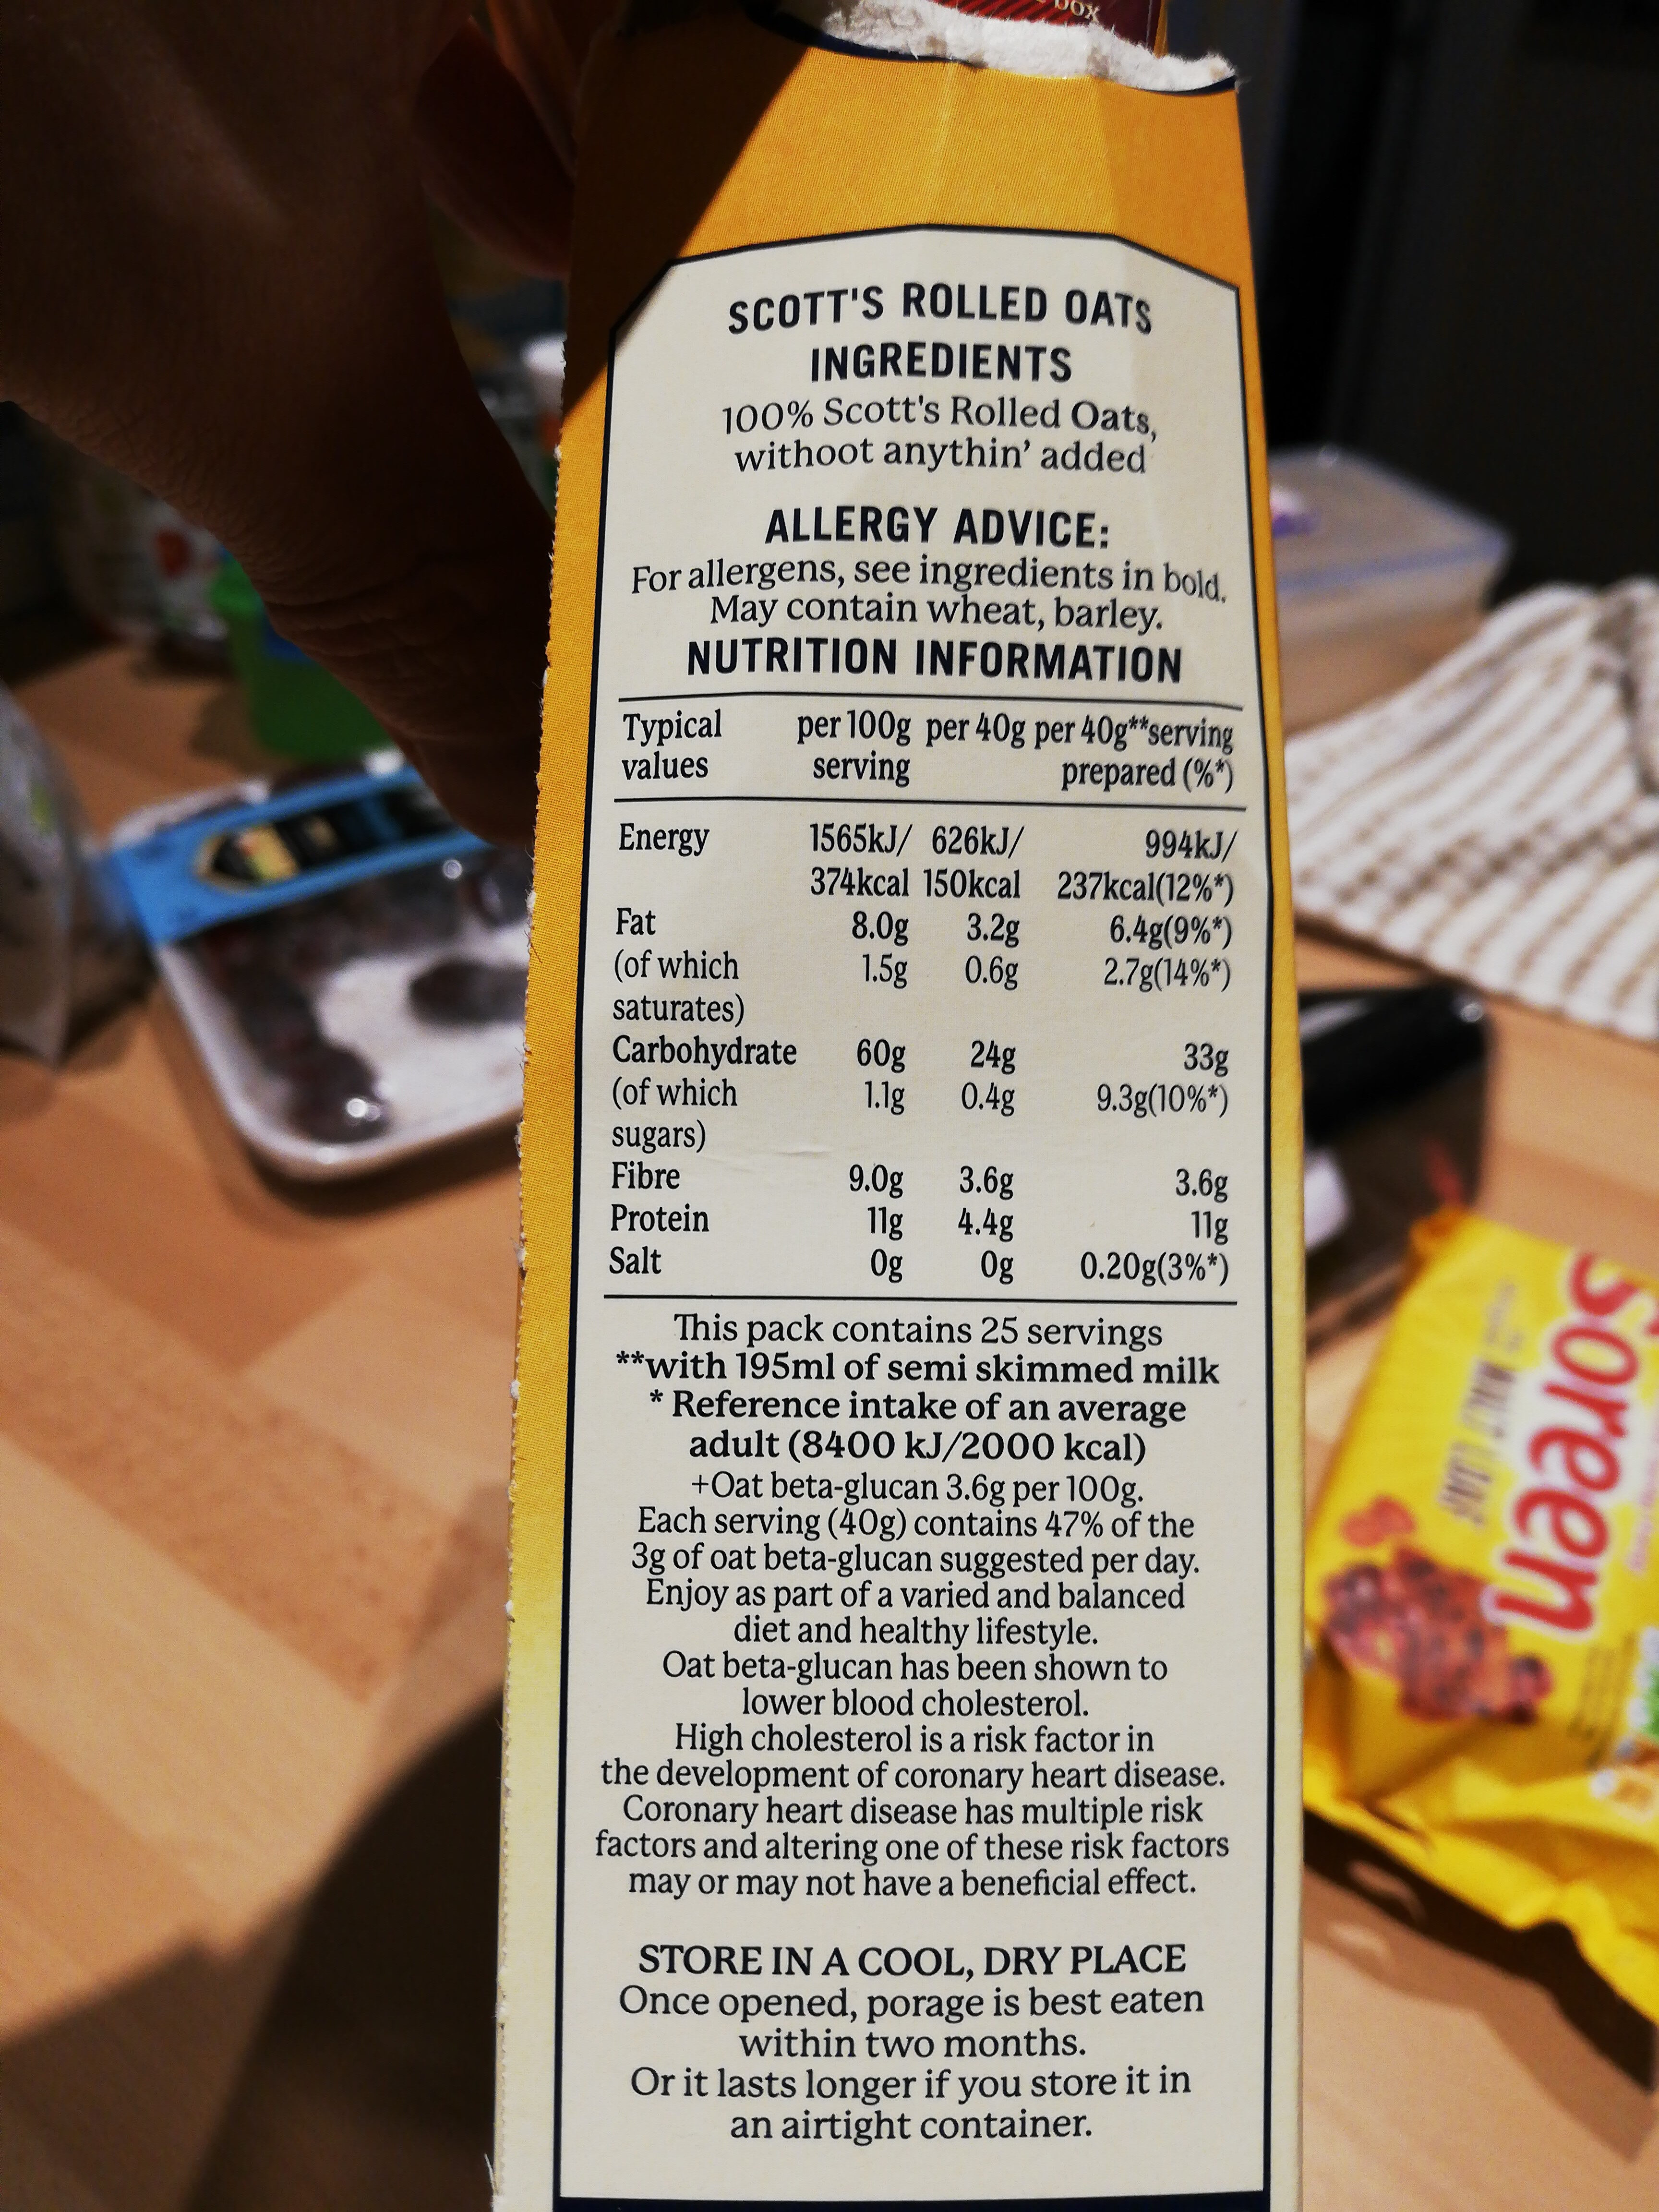 box
SCOTT'S ROLLED OATS
INGREDIENTS
100% Scott's Rolled Oats,
withoot anythin' added
ALLERGY ADVICE:
For allergens, see ingredients in bold.
May contain wheat, barley.
NUTRITION INFORMATION
Typical per 100g per 40g per 40g**serving
values serving prepared (%*)
Energy 1565kJ/ 626kJ/ 994kJ/
374kcal 150kcal 237kcal(12%*)
Fat 8.0g 3.2g 6.4g(9%*)
(of which 1.5g 0.6g 2.7g(14%*)
saturates)
Carbohydrate 60g 24g 33g
(of which 1.1g 0.4g 9.3g(10%*)
sugars)
Fibre 9.0g 3.6g 3.6g
Protein 11g 4.4g 11g
Salt 0g 0g 0.20g(3%*)
This pack contains 25 servings
**with 195ml of semi skimmed milk
* Reference intake of an average
adult (8400 kJ/2000 kcal)
+Oat beta-glucan 3.6g per 100g.
Each serving (40g) contains 47% of the
3g of oat beta-glucan suggested per day.
Enjoy as part of a varied and balanced
diet and healthy lifestyle.
Oat beta-glucan has been shown to
lower blood cholesterol.
High cholesterol is a risk factor in
the development of coronary heart disease.
Coronary heart disease has multiple risk
factors and altering one of these risk factors
may or may not have a beneficial effect.
STORE IN A COOL, DRY PLACE
Once opened, porage is best eaten
within two months.
Or it lasts longer if you store it in
an airtight container.
Soreen